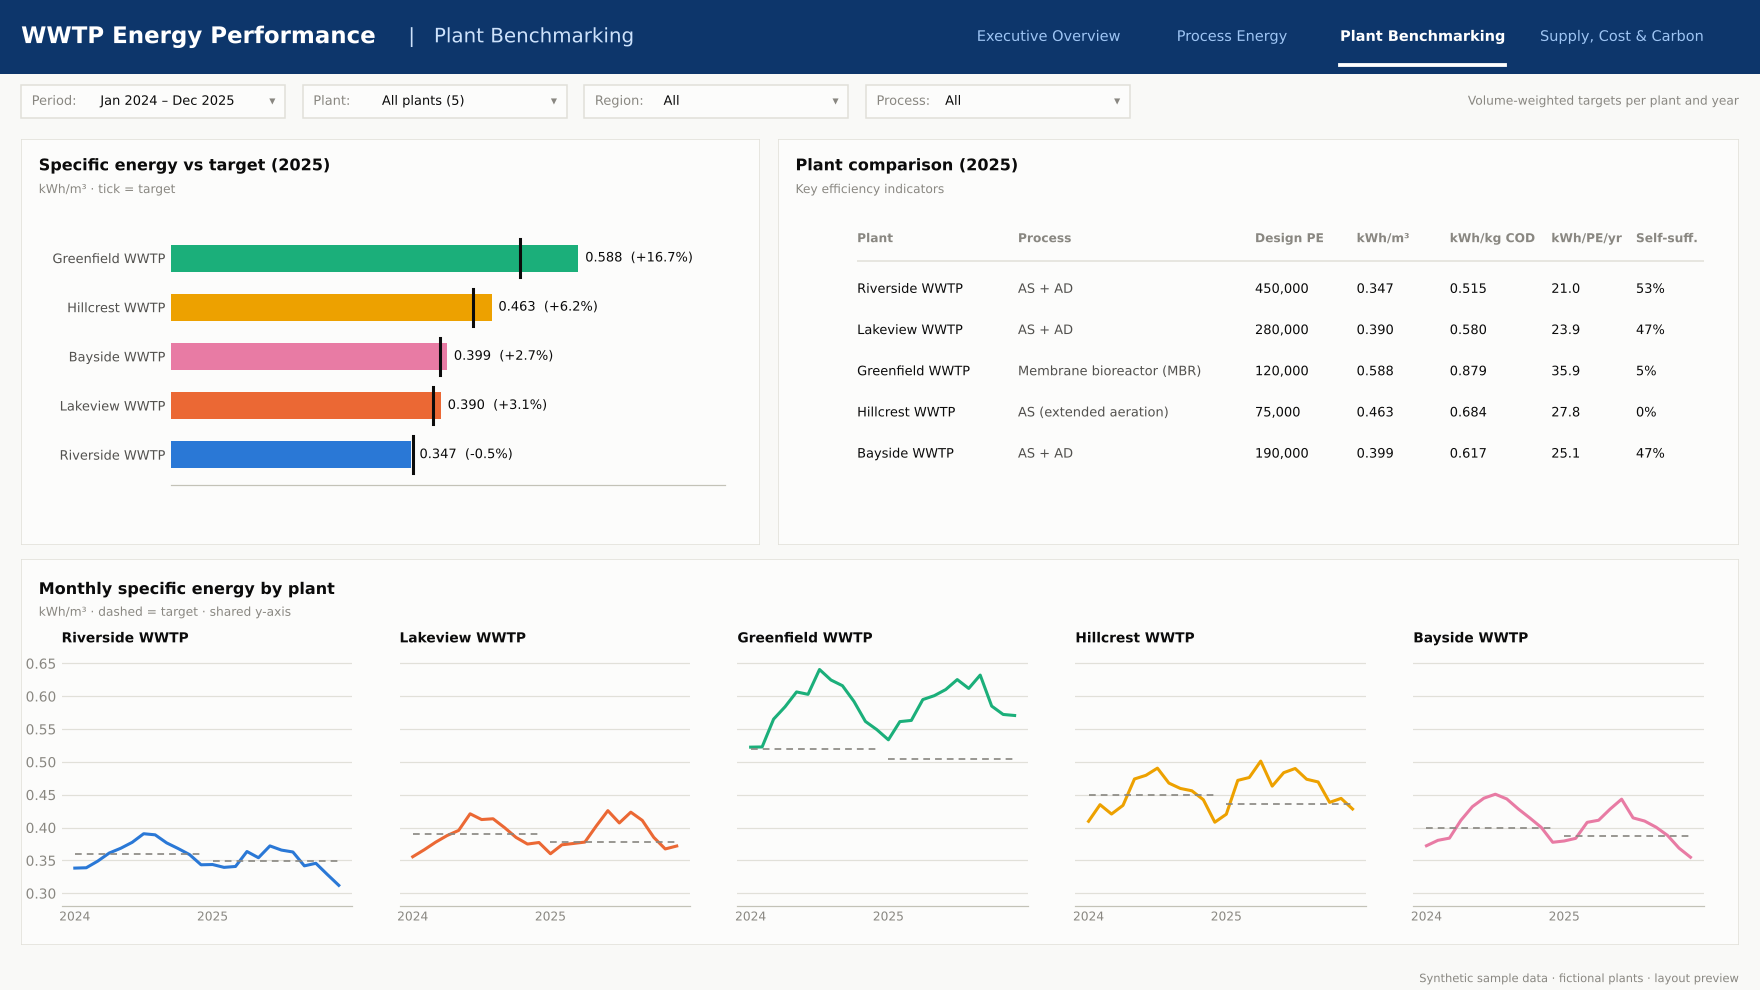 WWTP Energy Performance | Plant Benchmarking
Executive Overview Process Energy Plant Benchmarking Supply, Cost & Carbon
Period: Jan 2024 – Dec 2025 ▾ Plant: All plants (5) ▾ Region: All ▾ Process: All ▾ Volume-weighted targets per plant and year
Specific energy vs target (2025)
kWh/m³ · tick = target
Greenfield WWTP 0.588 (+16.7%)
Hillcrest WWTP 0.463 (+6.2%)
Bayside WWTP 0.399 (+2.7%)
Lakeview WWTP 0.390 (+3.1%)
Riverside WWTP 0.347 (-0.5%)
Plant comparison (2025)
Key efficiency indicators
Plant Process Design PE kWh/m³ kWh/kg COD kWh/PE/yr Self-suff.
Riverside WWTP AS + AD 450,000 0.347 0.515 21.0 53%
Lakeview WWTP AS + AD 280,000 0.390 0.580 23.9 47%
Greenfield WWTP Membrane bioreactor (MBR) 120,000 0.588 0.879 35.9 5%
Hillcrest WWTP AS (extended aeration) 75,000 0.463 0.684 27.8 0%
Bayside WWTP AS + AD 190,000 0.399 0.617 25.1 47%
Monthly specific energy by plant
kWh/m³ · dashed = target · shared y-axis
Riverside WWTP Lakeview WWTP Greenfield WWTP Hillcrest WWTP Bayside WWTP
0.65
0.60
0.55
0.50
0.45
0.40
0.35
0.30
2024 2025 2024 2025 2024 2025 2024 2025 2024 2025
Synthetic sample data · fictional plants · layout preview